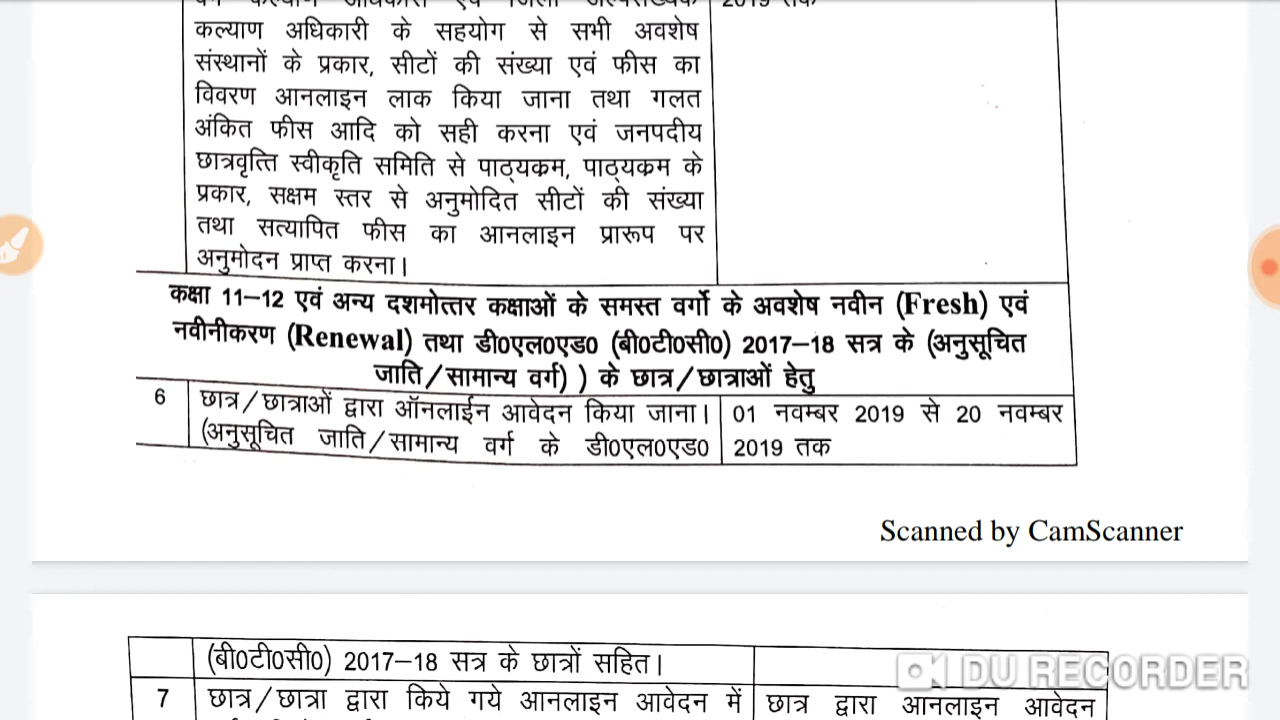 2019 तक
कल्याण अधिकारी के सहयोग से सभी अवशेष
संस्थानों के प्रकार, सीटों की संख्या एवं फीस का
विवरण आनलाइन लाक किया जाना तथा गलत
अंकित फीस आदि को सही करना एवं जनपदीय
छात्रवृत्ति स्वीकृति समिति से पाठ्यकम, पाठ्यकम के
प्रकार, सक्षम स्तर से अनुमोदित सीटों की संख्या
तथा सत्यापित फीस का आनलाइन प्रारूप पर
अनुमोदन प्राप्त करना।
कक्षा 11–12 एवं अन्य दशमोत्तर कक्षाओं के समस्त वर्गो के अवशेष नवीन (Fresh) एवं
नवीनीकरण (Renewal) तथा डी0एल0एड0 (बी0टी0सी0) 2017–18 सत्र के (अनुसूचित
जाति/सामान्य वर्ग) ) के छात्र/छात्राओं हेतु
6 छात्र/छात्राओं द्वारा ऑनलाईन आवेदन किया जाना। 01 नवम्बर 2019 से 20 नवम्बर
(अनुसूचित जाति/सामान्य वर्ग के डी0एल0एड0 2019 तक
Scanned by CamScanner
(बी0टी0सी0) 2017–18 सत्र के छात्रों सहित।
DU RECORDER
7 छात्र/छात्रा द्वारा किये गये आनलाइन आवेदन में छात्र द्वारा आनलाइन आवेदन